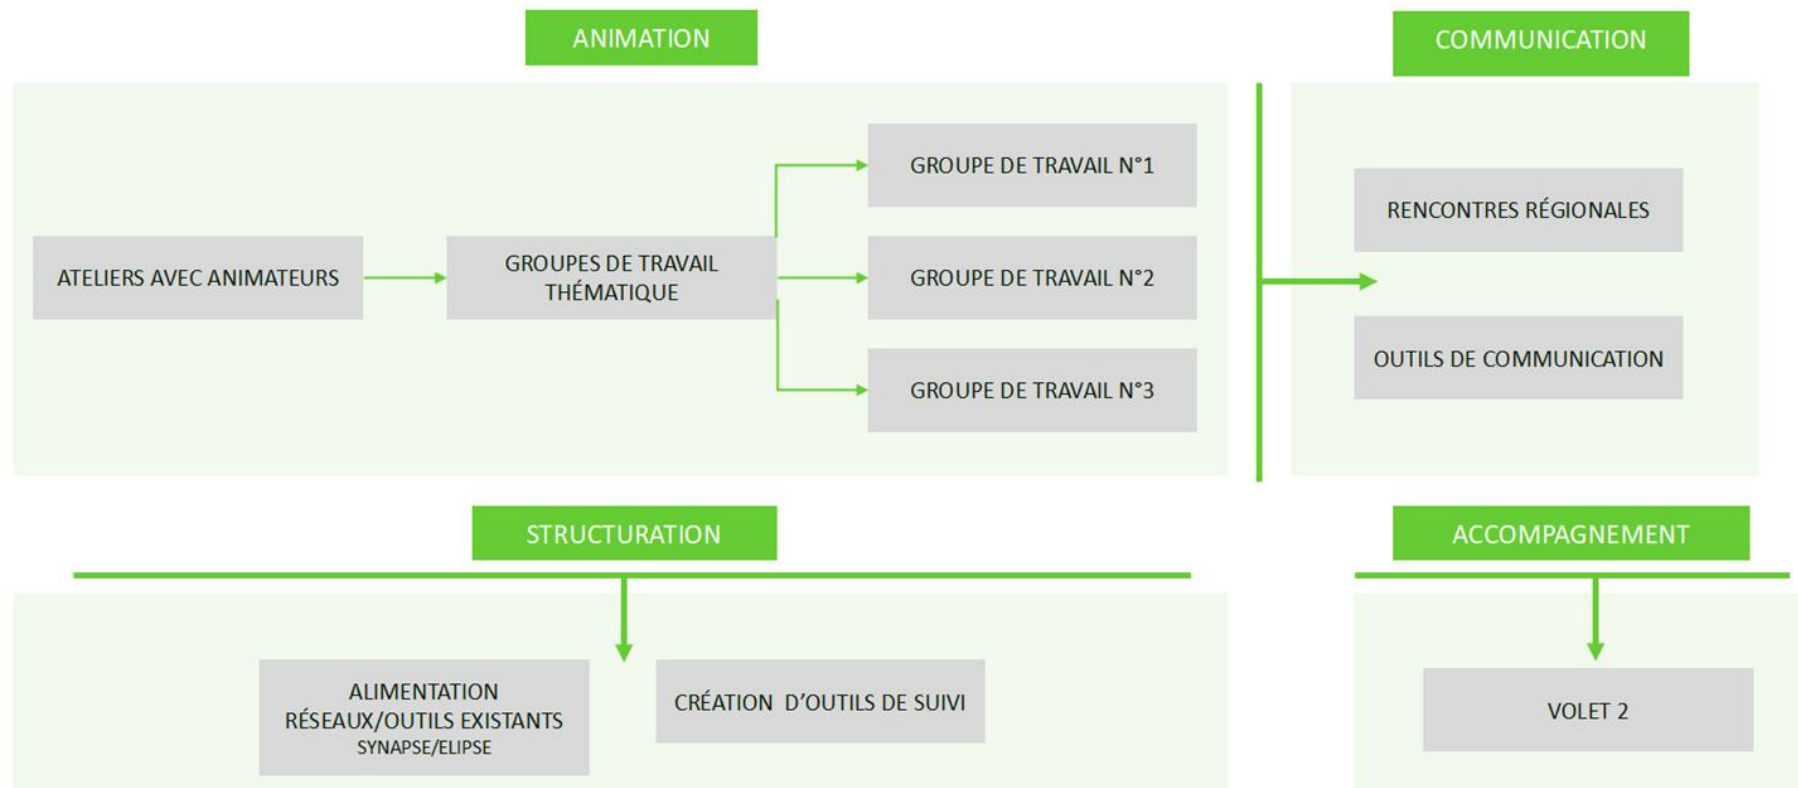 ANIMATION
ATELIERS AVEC ANIMATEURS
GROUPES DE TRAVAIL
THÉMATIQUE
GROUPE DE TRAVAIL N°1
GROUPE DE TRAVAIL N°2
GROUPE DE TRAVAIL N°3
COMMUNICATION
RENCONTRES RÉGIONALES
OUTILS DE COMMUNICATION
STRUCTURATION
ALIMENTATION
RÉSEAUX/OUTILS EXISTANTS
SYNAPSE/ELIPSE
CRÉATION D'OUTILS DE SUIVI
ACCOMPAGNEMENT
VOLET 2